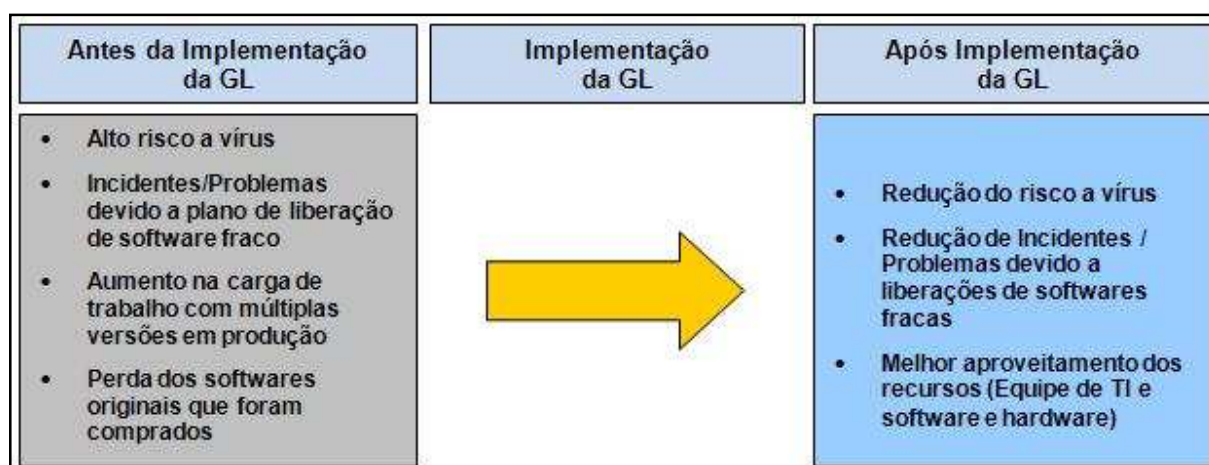 Antes da Implementação
da GL
Implementação
da GL
Após Implementação
da GL
• Alto risco a vírus
• Incidentes/Problemas
devido a plano de liberação
de software fraco
• Aumento na carga de
trabalho com múltiplas
versões em produção
• Perda dos softwares
originais que foram
comprados
• Redução do risco a vírus
• Redução de Incidentes /
Problemas devido a
liberações de softwares
fracas
• Melhor aproveitamento dos
recursos (Equipe de TI e
software e hardware)